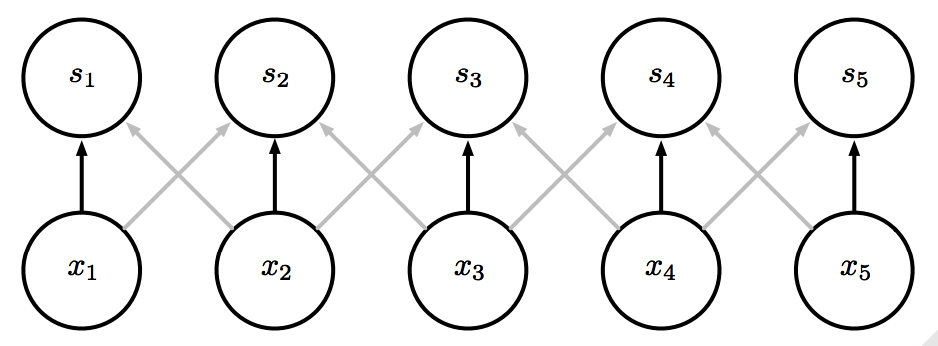 s₁ s₂ s₃ s₄ s₅
x₁ x₂ x₃ x₄ x₅